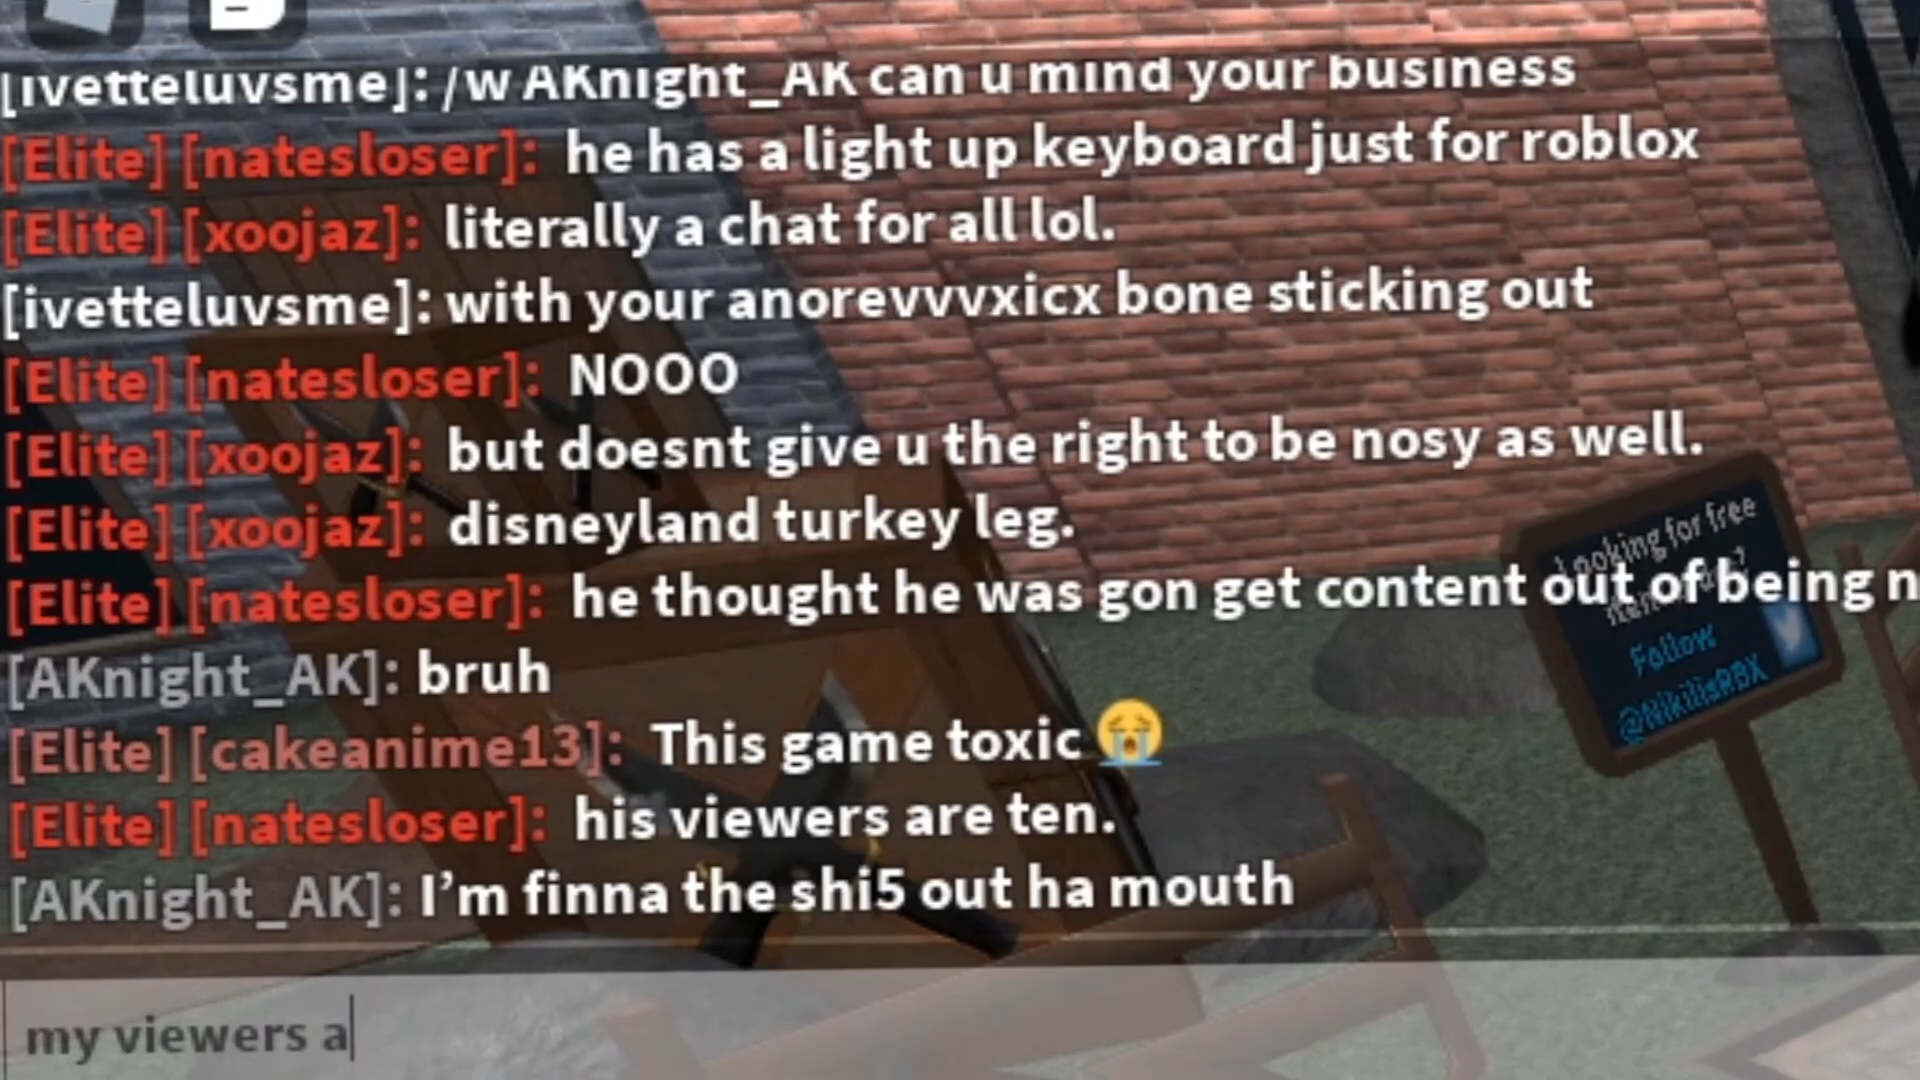 [ivetteluvsme]: /w AKnight_AK can u mind your business
[Elite] [natesloser]: he has a light up keyboard just for roblox
[Elite] [xoojaz]: literally a chat for all lol.
[ivetteluvsme]: with your anorevvvxicx bone sticking out
[Elite] [natesloser]: NOOO
[Elite] [xoojaz]: but doesnt give u the right to be nosy as well.
[Elite] [xoojaz]: disneyland turkey leg.
[Elite] [natesloser]: he thought he was gon get content out of being n
[AKnight_AK]: bruh
[Elite] [cakeanime13]: This game toxic 😭
[Elite] [natesloser]: his viewers are ten.
[AKnight_AK]: I'm finna the shi5 out ha mouth
my viewers a
Looking for free
Follow
@NikilisRBX